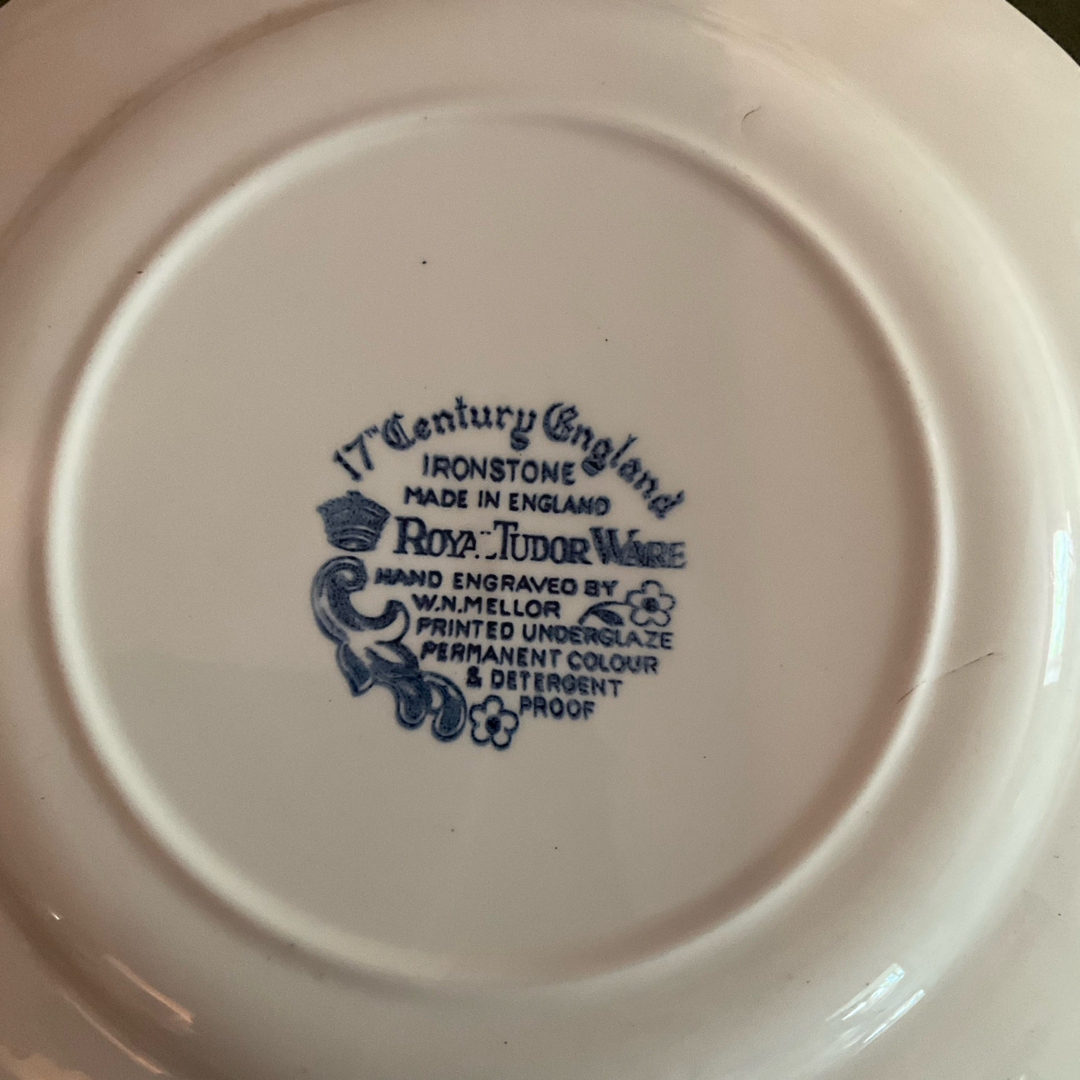 17th Century England
IRONSTONE
MADE IN ENGLAND
ROYAL TUDOR WARE
HAND ENGRAVED BY
W.N.MELLOR
PRINTED UNDERGLAZE
PERMANENT COLOUR
& DETERGENT
PROOF